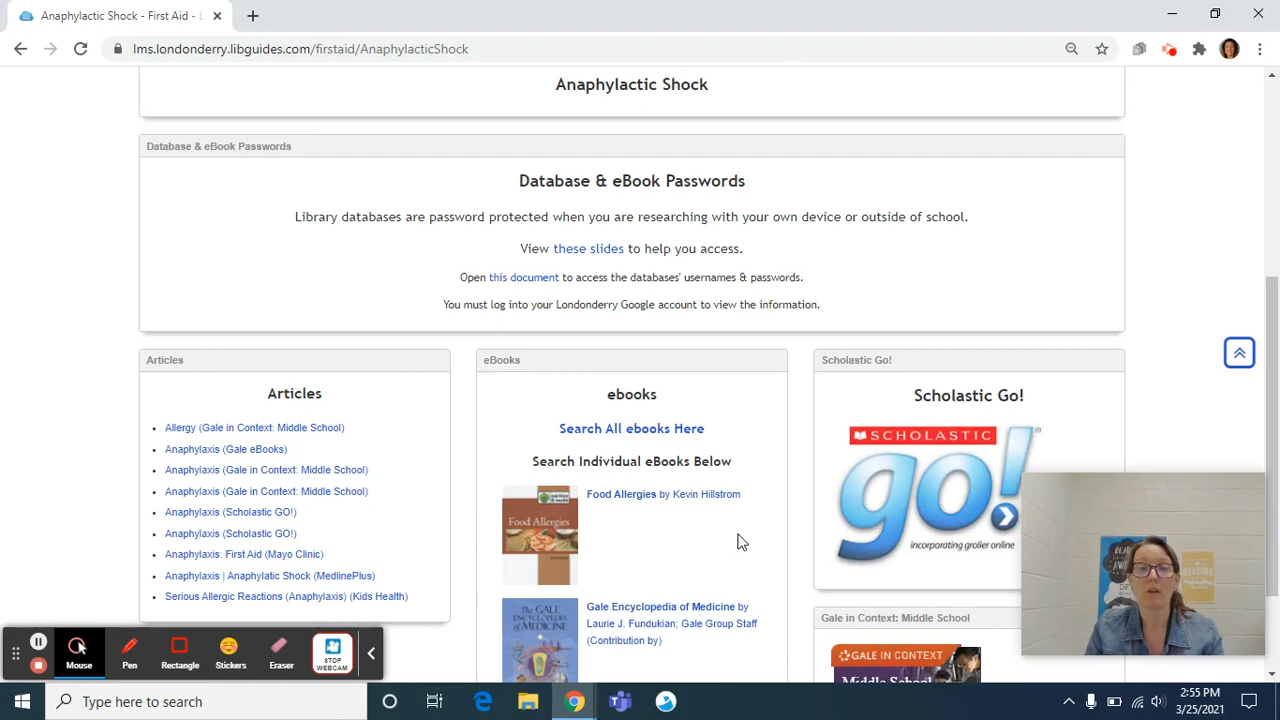 Anaphylactic Shock - First Aid - L
lms.londonderry.libguides.com/firstaid/AnaphylacticShock
Anaphylactic Shock
Database & eBook Passwords
Database & eBook Passwords
Library databases are password protected when you are researching with your own device or outside of school.
View these slides to help you access.
Open this document to access the databases' usernames & passwords.
You must log into your Londonderry Google account to view the information.
Articles
Articles
Allergy (Gale in Context: Middle School)
Anaphylaxis (Gale eBooks)
Anaphylaxis (Gale in Context: Middle School)
Anaphylaxis (Gale in Context: Middle School)
Anaphylaxis (Scholastic GO!)
Anaphylaxis (Scholastic GO!)
Anaphylaxis: First Aid (Mayo Clinic)
Anaphylaxis | Anaphylatic Shock (MedlinePlus)
Serious Allergic Reactions (Anaphylaxis) (Kids Health)
eBooks
ebooks
Search All ebooks Here
Search Individual eBooks Below
Food Allergies
Food Allergies by Kevin Hillstrom
THE GALE
ENCYCLOPEDIA
OF MEDICINE
Gale Encyclopedia of Medicine by
Laurie J. Fundukian; Gale Group Staff
(Contribution by)
Scholastic Go!
Scholastic Go!
SCHOLASTIC
go!
incorporating grolier online
Gale in Context: Middle School
GALE IN CONTEXT
Middle School
Mouse
Pen
Rectangle
Stickers
Eraser
STOP
WEBCAM
Type here to search
2:55 PM
3/25/2021